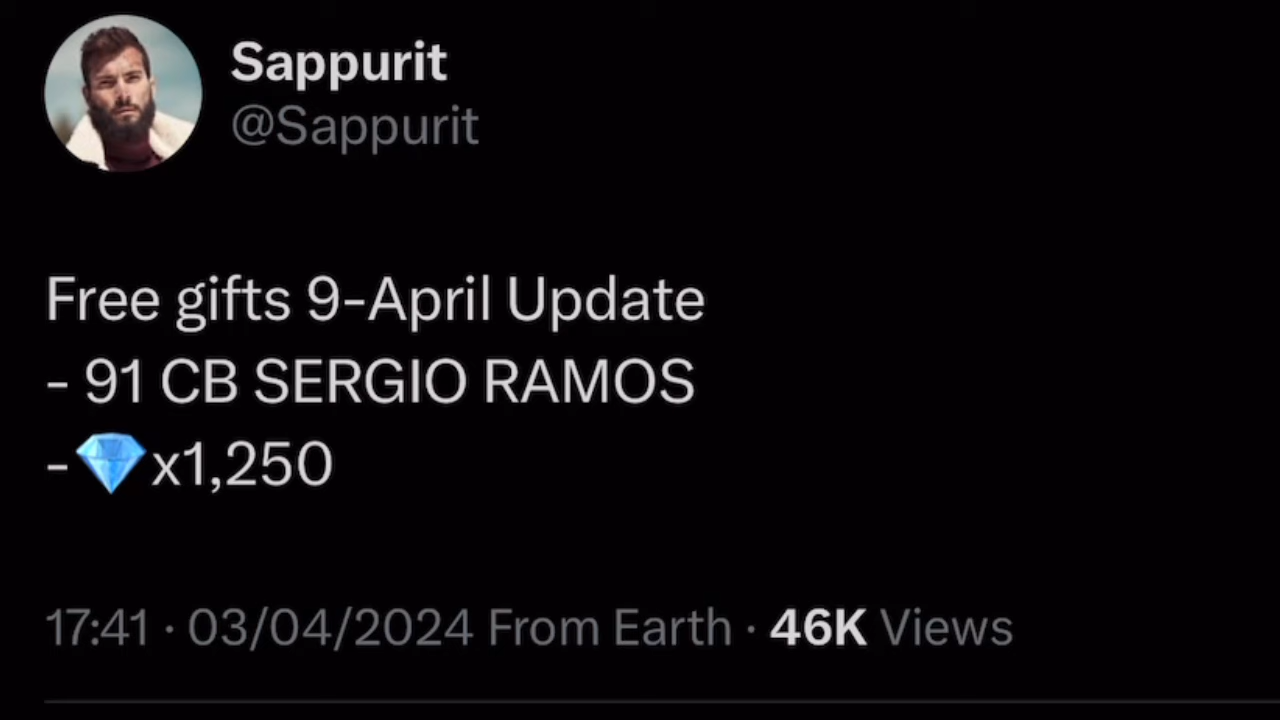 Sappurit
@Sappurit
Free gifts 9-April Update
- 91 CB SERGIO RAMOS
-💎x1,250
17:41 · 03/04/2024 From Earth · 46K Views